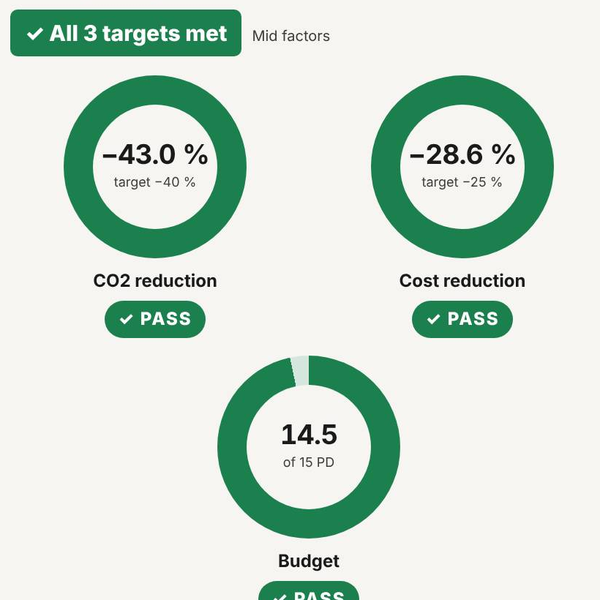 ✓ All 3 targets met
Mid factors
−43.0 %
target −40 %
CO2 reduction
✓ PASS
−28.6 %
target −25 %
Cost reduction
✓ PASS
14.5
of 15 PD
Budget
✓ PASS